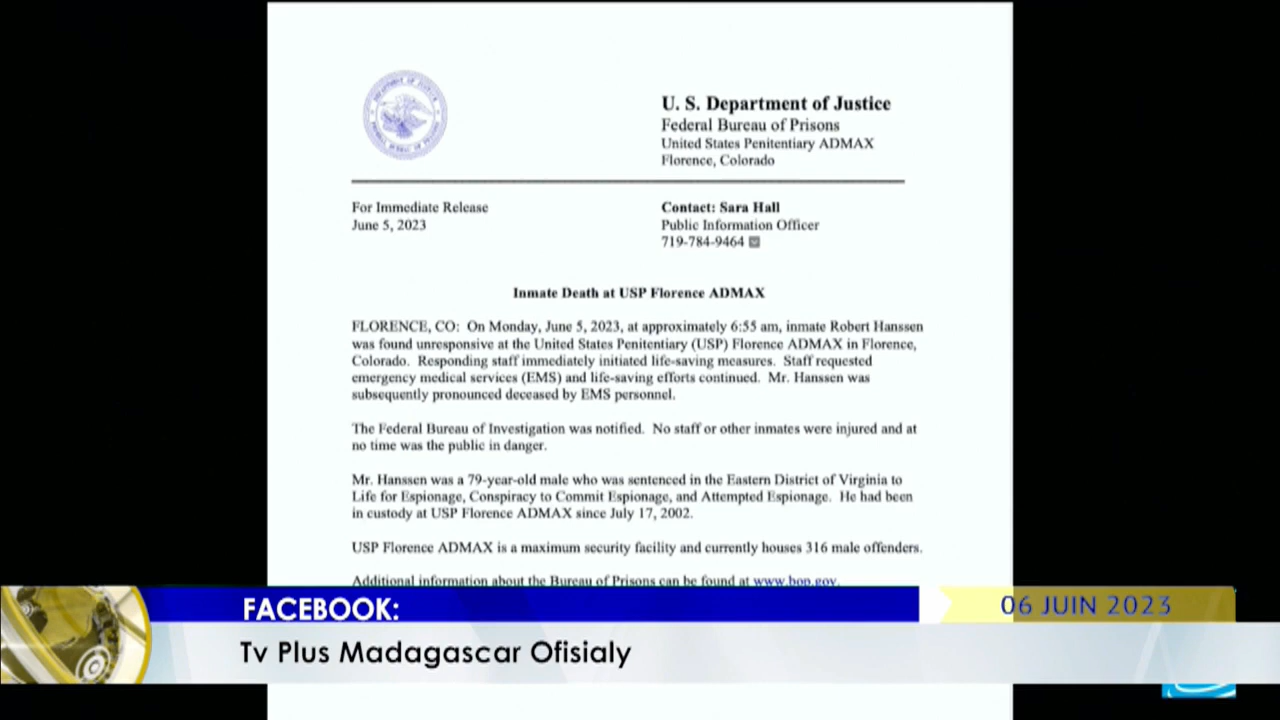 U. S. Department of Justice
Federal Bureau of Prisons
United States Penitentiary ADMAX
Florence, Colorado
For Immediate Release
June 5, 2023
Contact: Sara Hall
Public Information Officer
719-784-9464
Inmate Death at USP Florence ADMAX
FLORENCE, CO: On Monday, June 5, 2023, at approximately 6:55 am, inmate Robert Hanssen
was found unresponsive at the United States Penitentiary (USP) Florence ADMAX in Florence,
Colorado. Responding staff immediately initiated life-saving measures. Staff requested
emergency medical services (EMS) and life-saving efforts continued. Mr. Hanssen was
subsequently pronounced deceased by EMS personnel.
The Federal Bureau of Investigation was notified. No staff or other inmates were injured and at
no time was the public in danger.
Mr. Hanssen was a 79-year-old male who was sentenced in the Eastern District of Virginia to
Life for Espionage, Conspiracy to Commit Espionage, and Attempted Espionage. He had been
in custody at USP Florence ADMAX since July 17, 2002.
USP Florence ADMAX is a maximum security facility and currently houses 316 male offenders.
Additional information about the Bureau of Prisons can be found at www.bop.gov.
FACEBOOK:
06 JUIN 2023
Tv Plus Madagascar Ofisialy